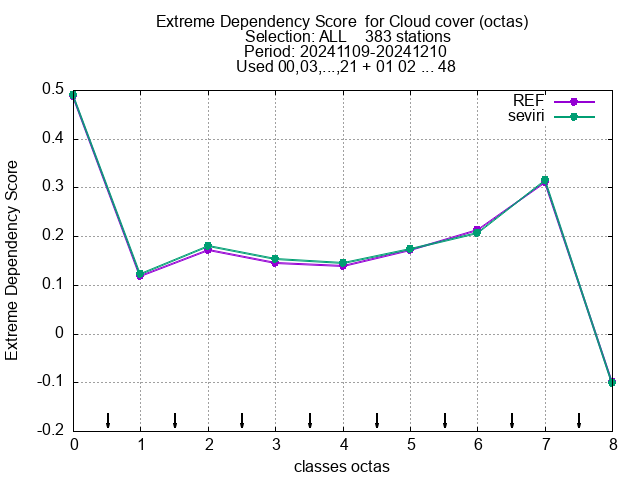 Extreme Dependency Score  for Cloud cover (octas)
Selection: ALL    383 stations
Period: 20241109-20241210
Used 00,03,...,21 + 01 02 ... 48
REF
seviri
Extreme Dependency Score
0.5
0.4
0.3
0.2
0.1
0
-0.1
-0.2
0 1 2 3 4 5 6 7 8
classes octas